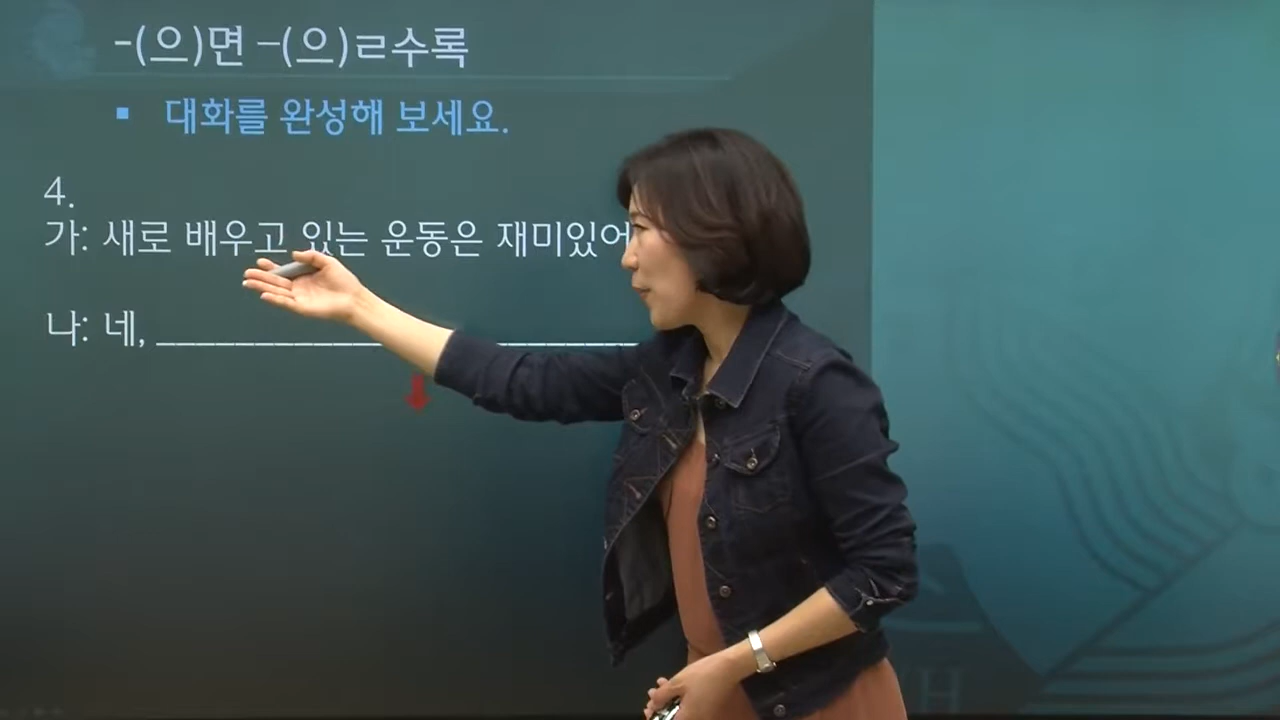 -(으)면 –(으)ㄹ수록
▪ 대화를 완성해 보세요.
4.
가: 새로 배우고 있는 운동은 재미있어
나: 네, ________________________
H